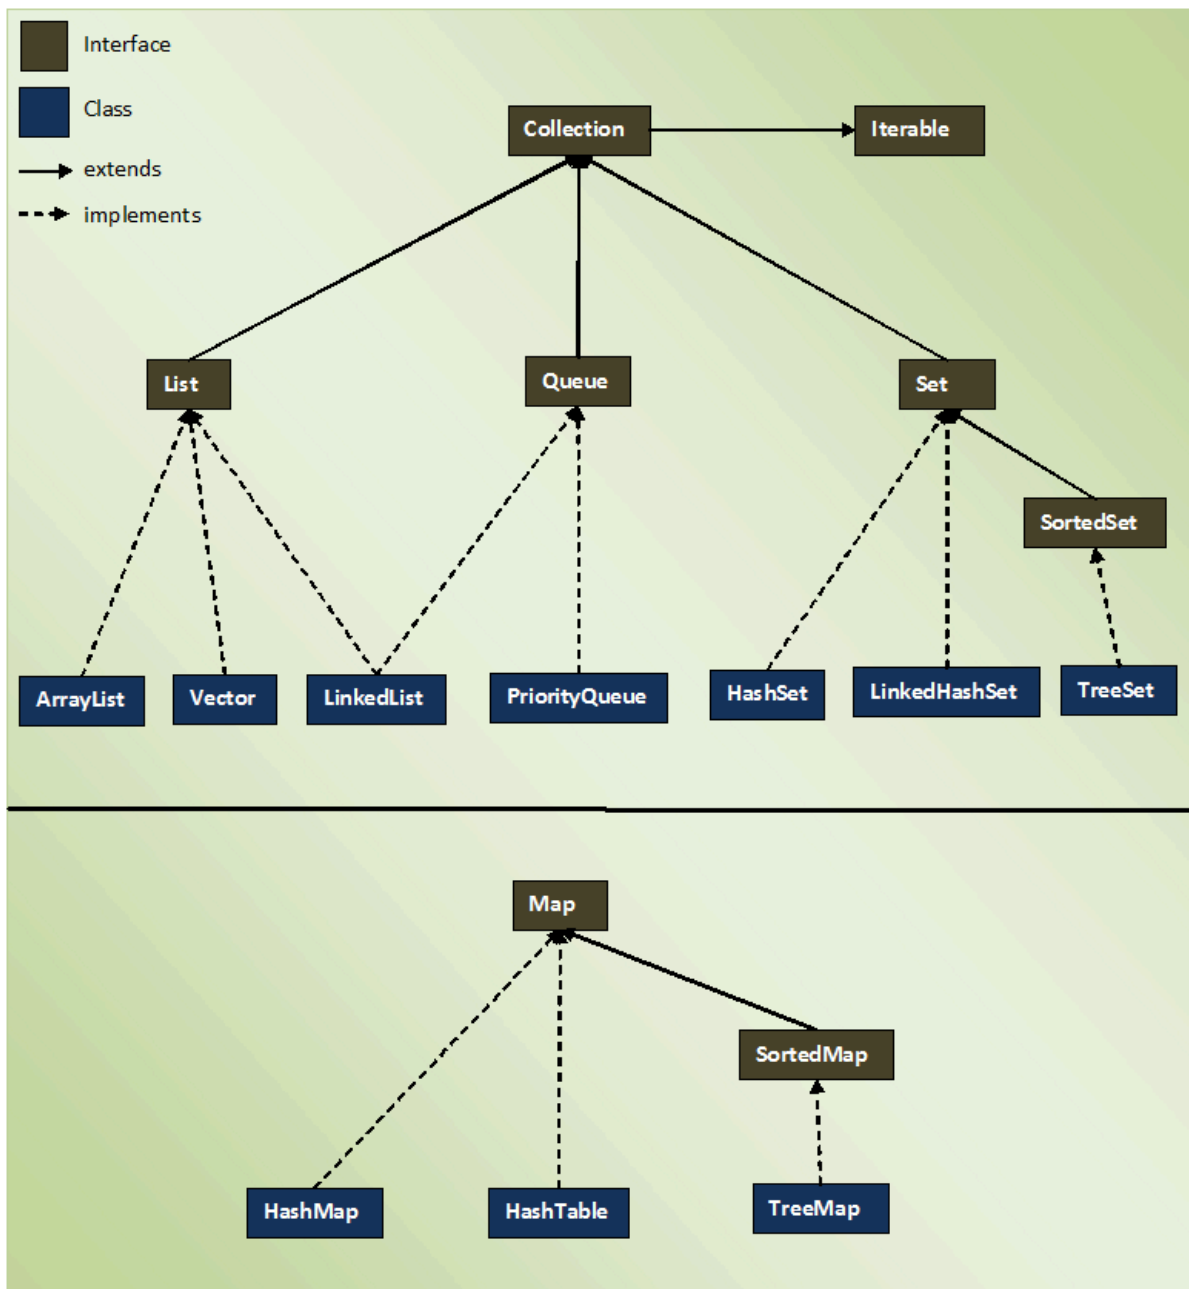 Interface
Class
extends
implements
Collection
Iterable
List
Queue
Set
SortedSet
ArrayList
Vector
LinkedList
PriorityQueue
HashSet
LinkedHashSet
TreeSet
Map
SortedMap
HashMap
HashTable
TreeMap